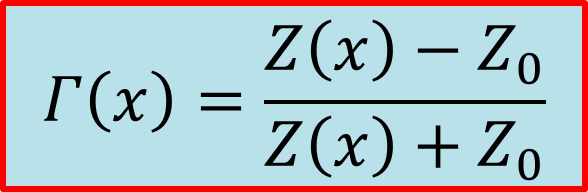 Γ(x) = (Z(x) − Z₀) / (Z(x) + Z₀)